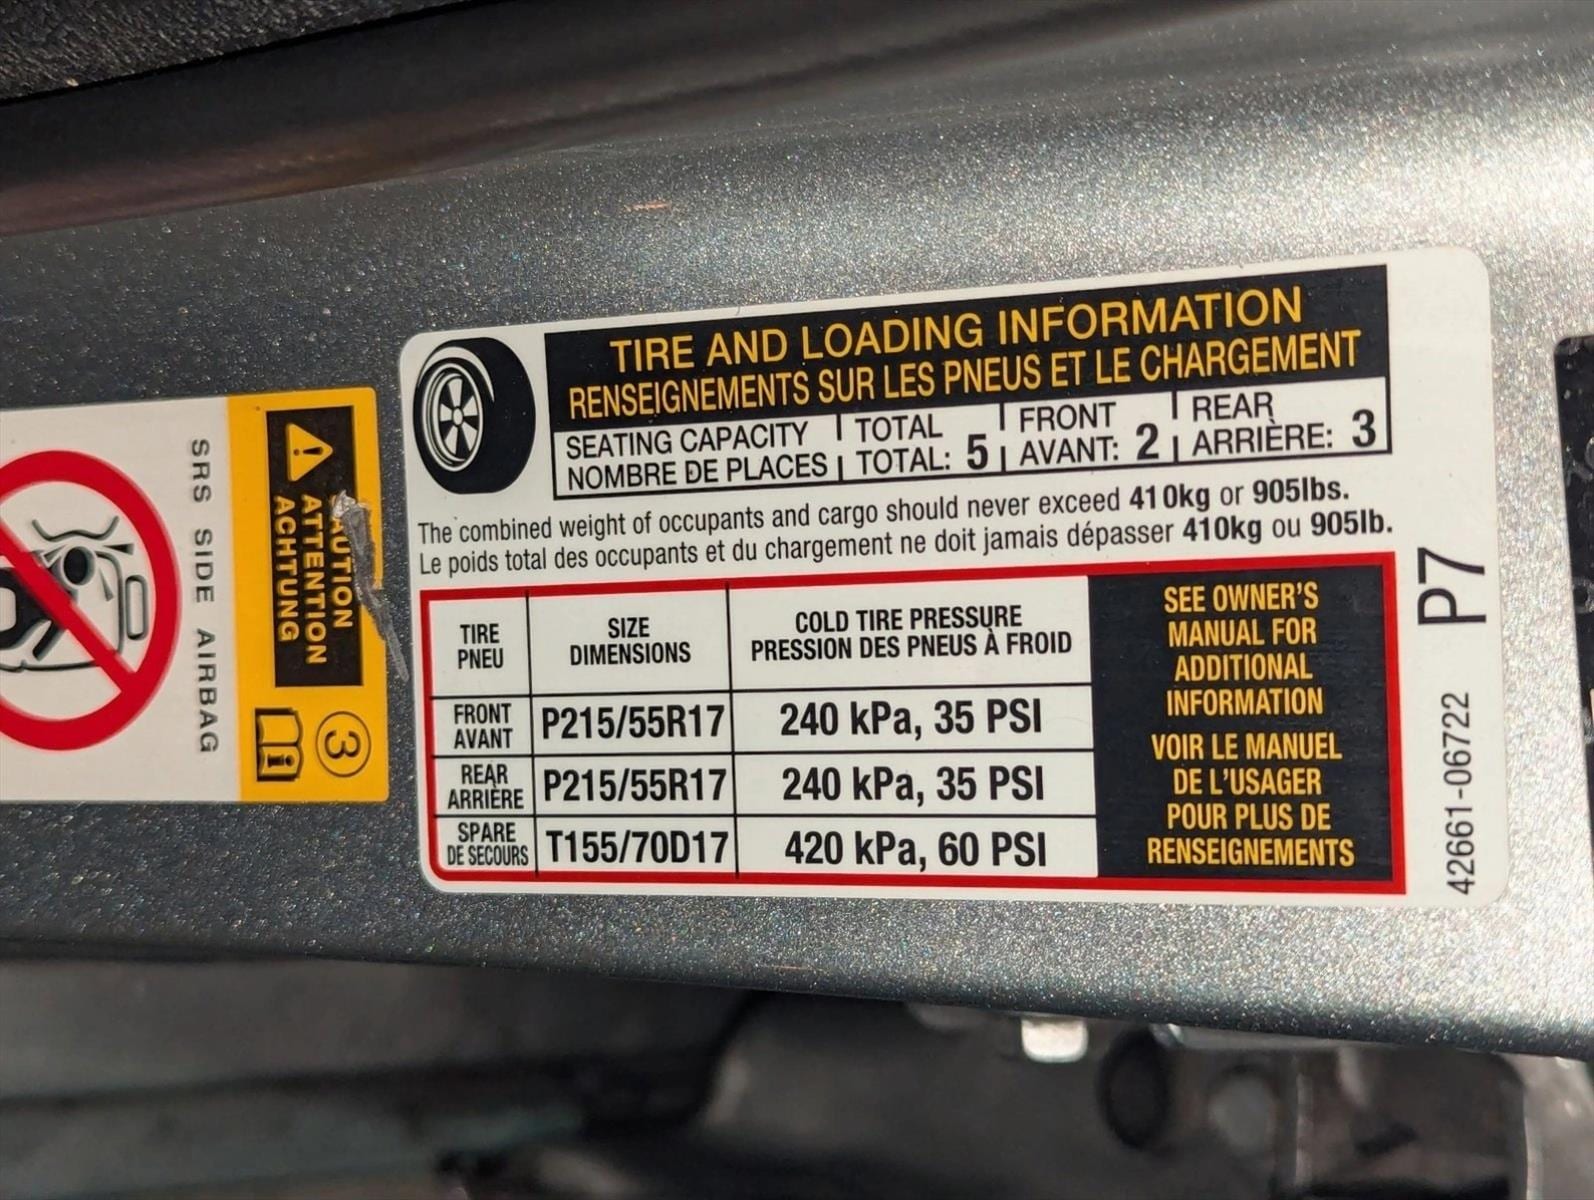 SRS SIDE AIRBAG
CAUTION
ATTENTION
ACHTUNG
3
i
TIRE AND LOADING INFORMATION
RENSEIGNEMENTS SUR LES PNEUS ET LE CHARGEMENT
SEATING CAPACITY
NOMBRE DE PLACES
TOTAL
TOTAL: 5
FRONT
AVANT: 2
REAR
ARRIÈRE: 3
The combined weight of occupants and cargo should never exceed 410kg or 905lbs.
Le poids total des occupants et du chargement ne doit jamais dépasser 410kg ou 905lb.
TIRE
PNEU
SIZE
DIMENSIONS
COLD TIRE PRESSURE
PRESSION DES PNEUS À FROID
FRONT
AVANT
P215/55R17
240 kPa, 35 PSI
REAR
ARRIÈRE
P215/55R17
240 kPa, 35 PSI
SPARE
DE SECOURS
T155/70D17
420 kPa, 60 PSI
SEE OWNER'S
MANUAL FOR
ADDITIONAL
INFORMATION
VOIR LE MANUEL
DE L'USAGER
POUR PLUS DE
RENSEIGNEMENTS
P7
42661-06722